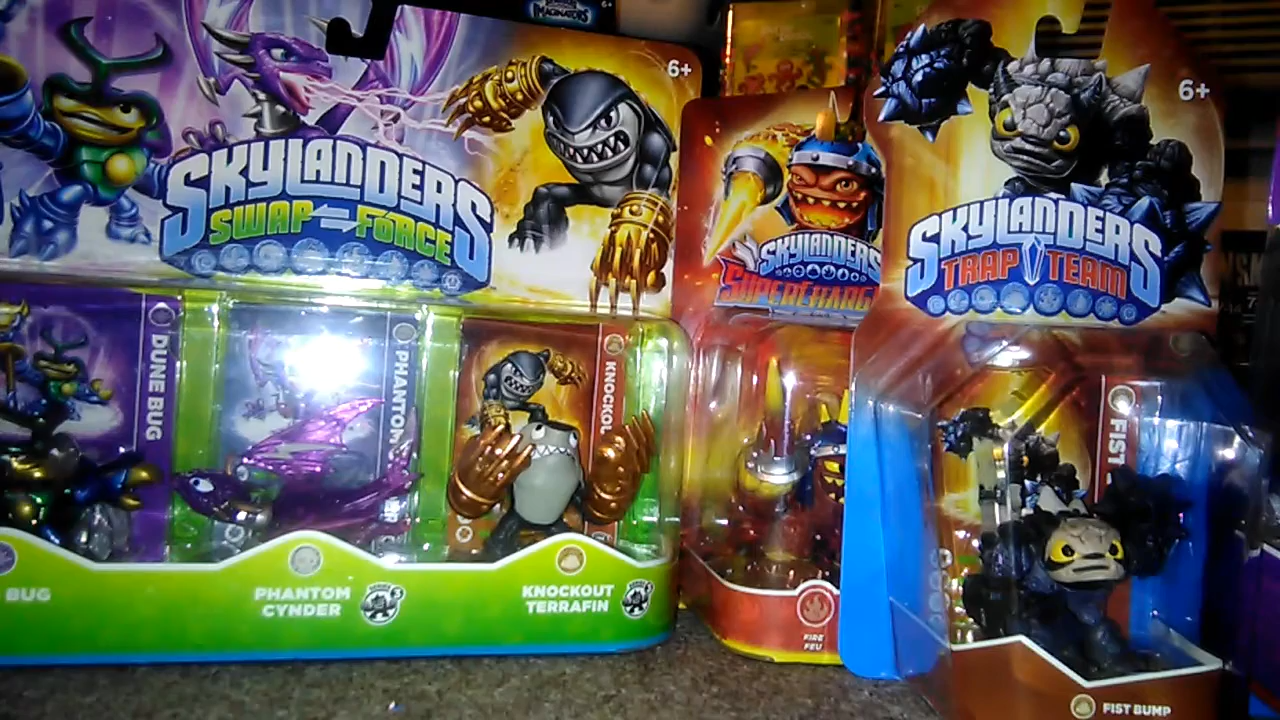 IMAGINATORS
6+
SKYLANDERS
SWAP FORCE
DUNE BUG
PHANTOM
KNOCKOU
BUG
PHANTOM
CYNDER
KNOCKOUT
TERRAFIN
SKYLANDERS
SUPERCHARG
FIRE
FEU
6+
SKYLANDERS
TRAP TEAM
FIST
FIST BUMP